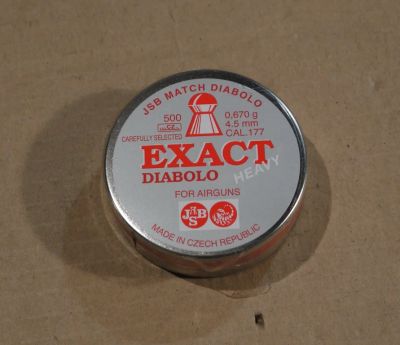 JSB MATCH DIABOLO
500
0,670 g
4.5 mm
CAREFULLY SELECTED
CAL.177
EXACT
DIABOLO
HEAVY
FOR AIRGUNS
JSB
MADE IN CZECH REPUBLIC